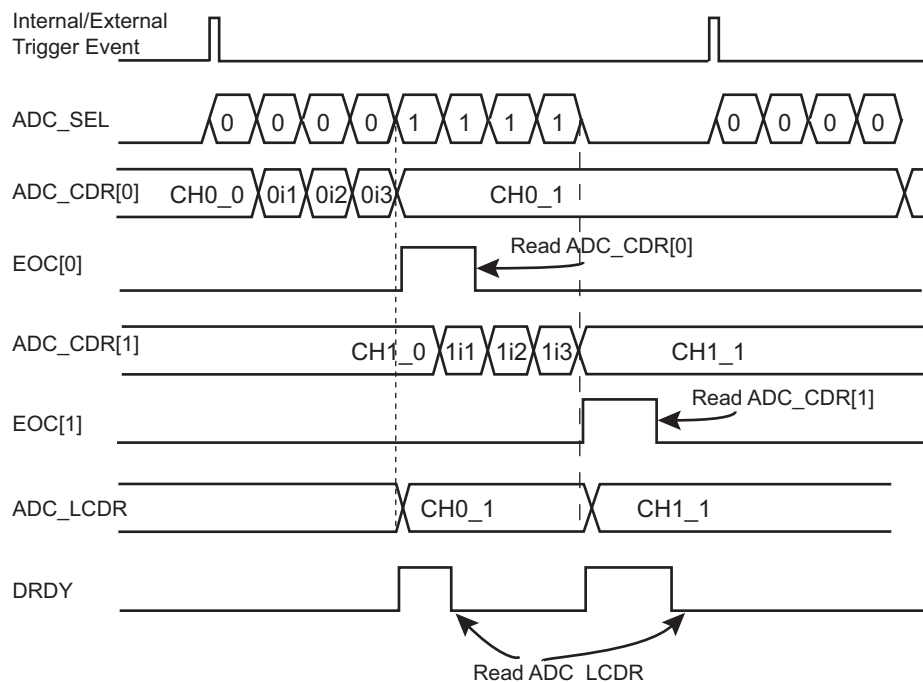 Internal/External
Trigger Event
ADC_SEL 0 0 0 0 1 1 1 1 0 0 0 0
ADC_CDR[0] CH0_0 0i1 0i2 0i3 CH0_1
EOC[0] Read ADC_CDR[0]
ADC_CDR[1] CH1_0 1i1 1i2 1i3 CH1_1
EOC[1] Read ADC_CDR[1]
ADC_LCDR CH0_1 CH1_1
DRDY
Read ADC_LCDR